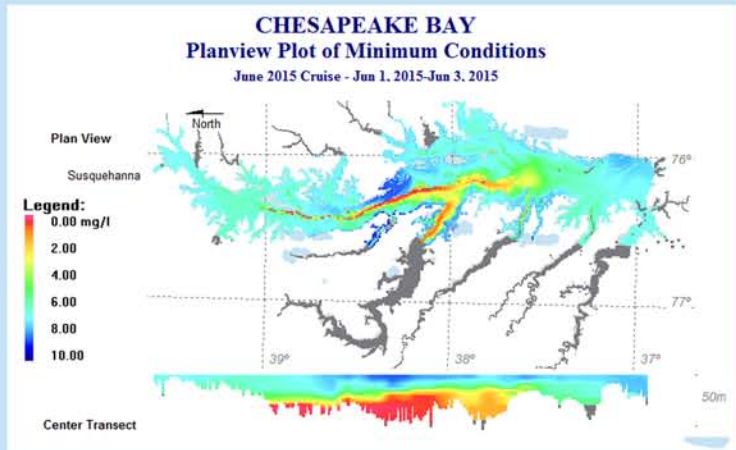 CHESAPEAKE BAY
Planview Plot of Minimum Conditions
June 2015 Cruise - Jun 1, 2015-Jun 3, 2015
North
Plan View
76°
Susquehanna
Legend:
0.00 mg/l
2.00
4.00
6.00
8.00
10.00
77°
39°
38°
37°
50m
Center Transect